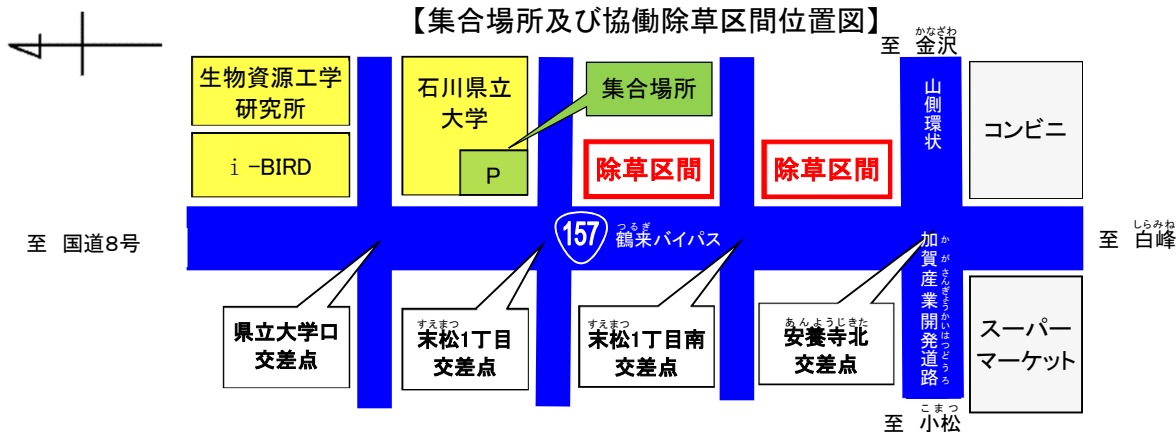 【集合場所及び協働除草区間位置図】
至 金沢
かなざわ
生物資源工学
研究所
石川県立
大学
集合場所
山側環状
コンビニ
i-BIRD
P
除草区間
除草区間
至 国道8号
157
鶴来バイパス
つるぎ
至 白峰
しらみね
加賀産業開発道路
かがさんぎょうかいはつどうろ
県立大学口
交差点
すえまつ
末松1丁目
交差点
すえまつ
末松1丁目南
交差点
あんようじきた
安養寺北
交差点
スーパー
マーケット
至 小松
こまつ